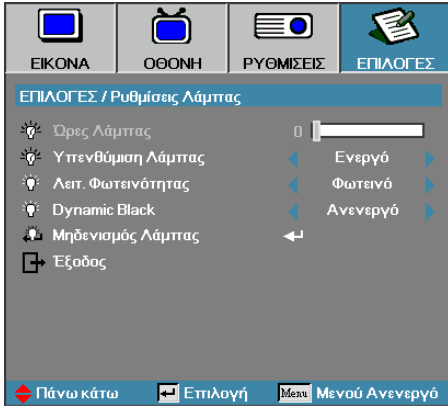 ΕΙΚΟΝΑ ΟΘΟΝΗ ΡΥΘΜΙΣΕΙΣ ΕΠΙΛΟΓΕΣ
ΕΠΙΛΟΓΕΣ / Ρυθμίσεις Λάμπας
Ώρες Λάμπας 0
Υπενθύμιση Λάμπας Ενεργό
Λειτ. Φωτεινότητας Φωτεινό
Dynamic Black Ανενεργό
Μηδενισμός Λάμπας
Έξοδος
Πάνω κάτω Επιλογή Menu Μενού Ανενεργό